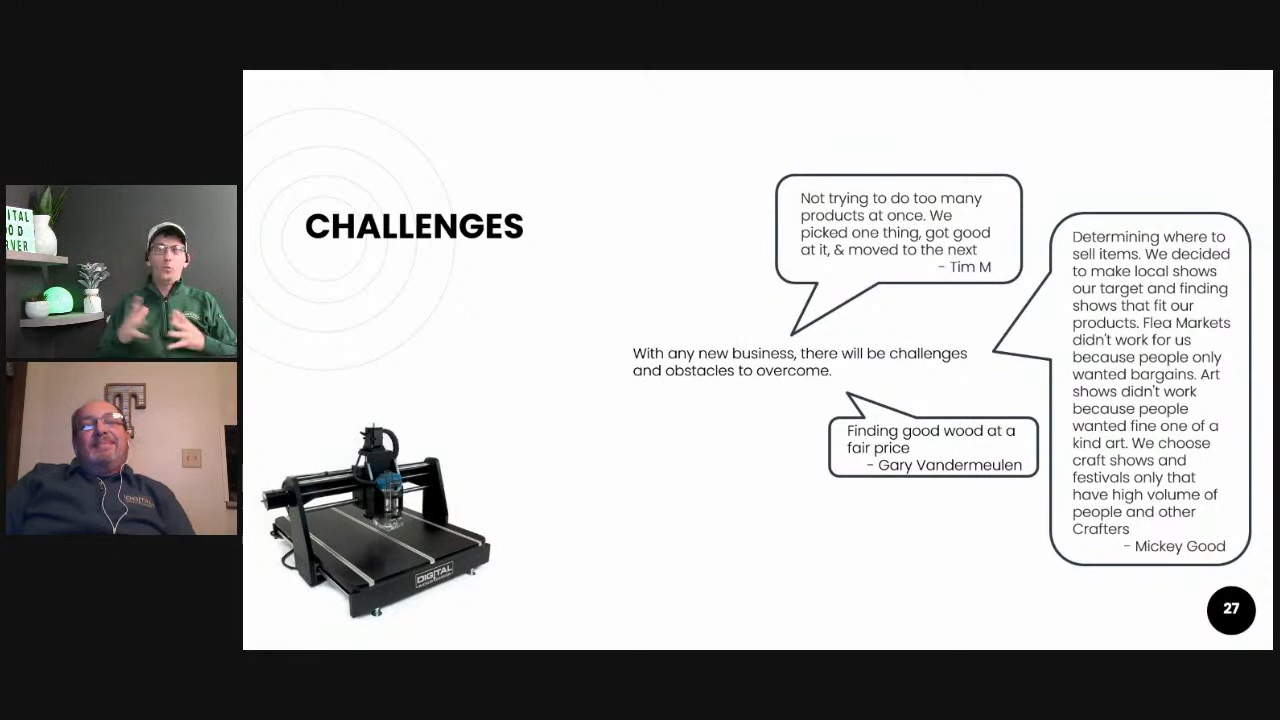 CHALLENGES
Not trying to do too many
products at once. We
picked one thing, got good
at it, & moved to the next
- Tim M
With any new business, there will be challenges
and obstacles to overcome.
Finding good wood at a
fair price
- Gary Vandermeulen
Determining where to
sell items. We decided
to make local shows
our target and finding
shows that fit our
products. Flea Markets
didn't work for us
because people only
wanted bargains. Art
shows didn't work
because people
wanted fine one of a
kind art. We choose
craft shows and
festivals only that
have high volume of
people and other
Crafters
- Mickey Good
DIGITAL
27
ITAL
OD
RVER
DIGITAL